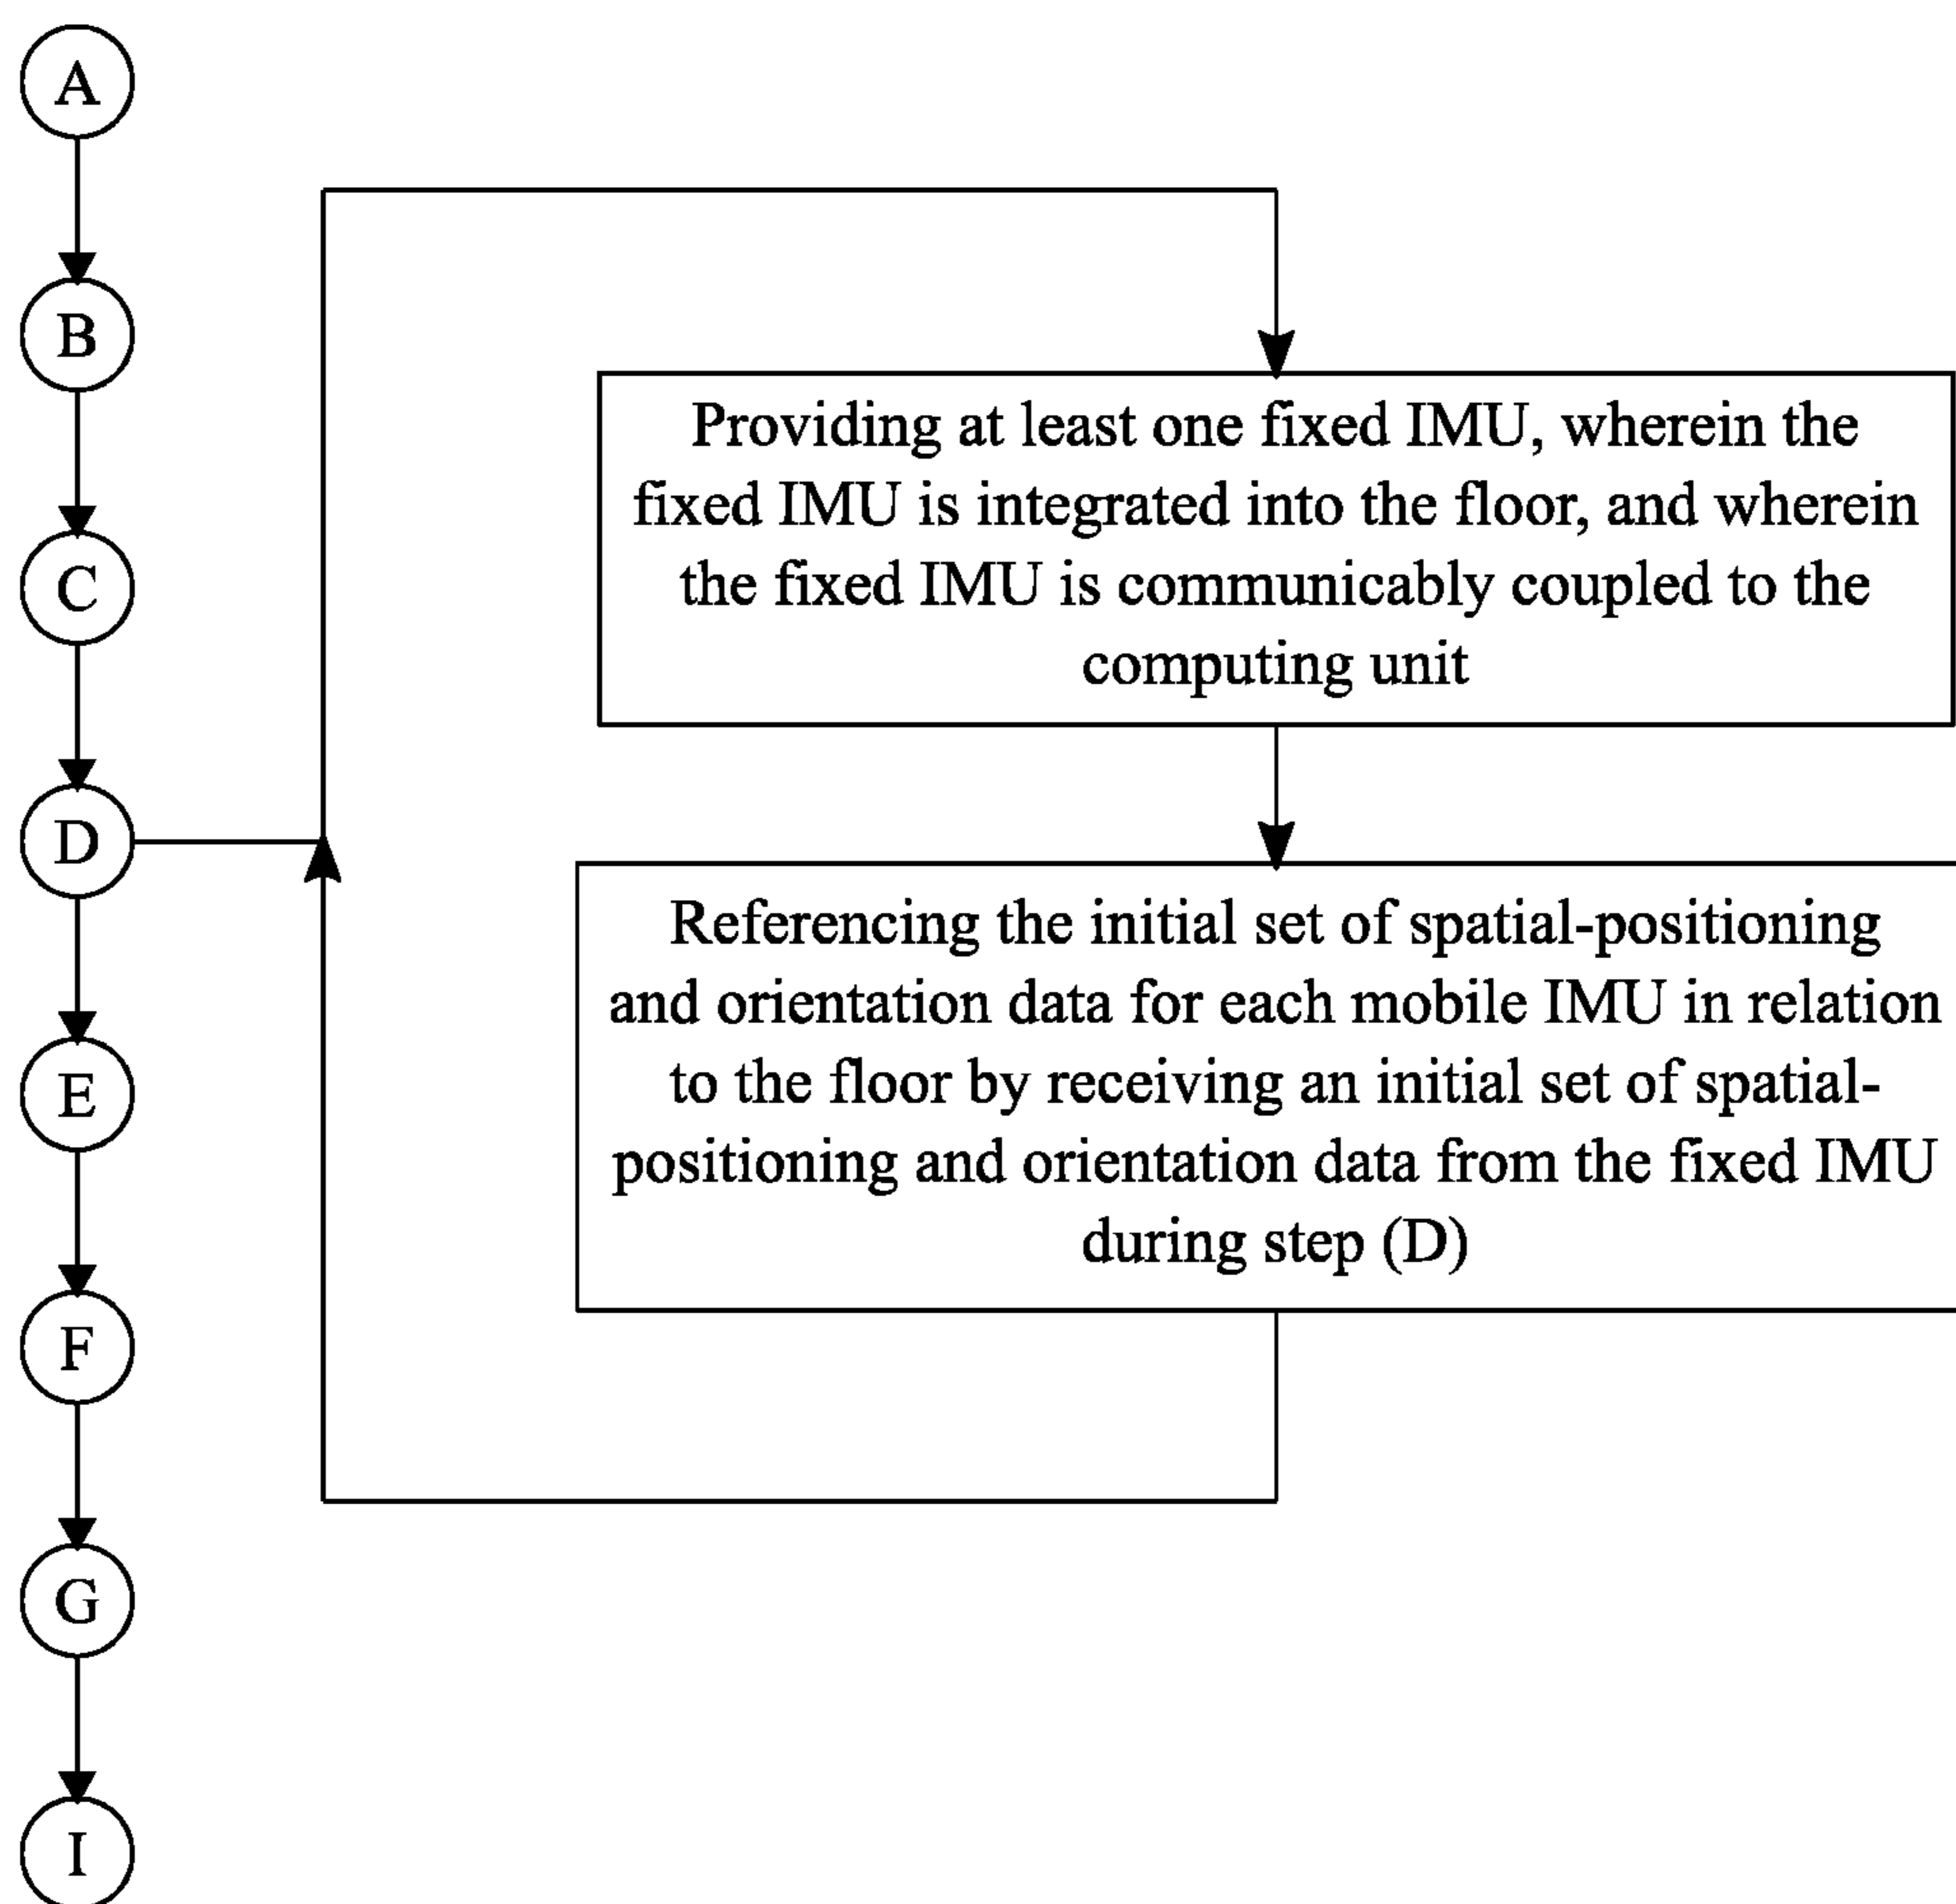 A
B
C
D
E
F
G
I
Providing at least one fixed IMU, wherein the
fixed IMU is integrated into the floor, and wherein
the fixed IMU is communicably coupled to the
computing unit
Referencing the initial set of spatial-positioning
and orientation data for each mobile IMU in relation
to the floor by receiving an initial set of spatial-
positioning and orientation data from the fixed IMU
during step (D)